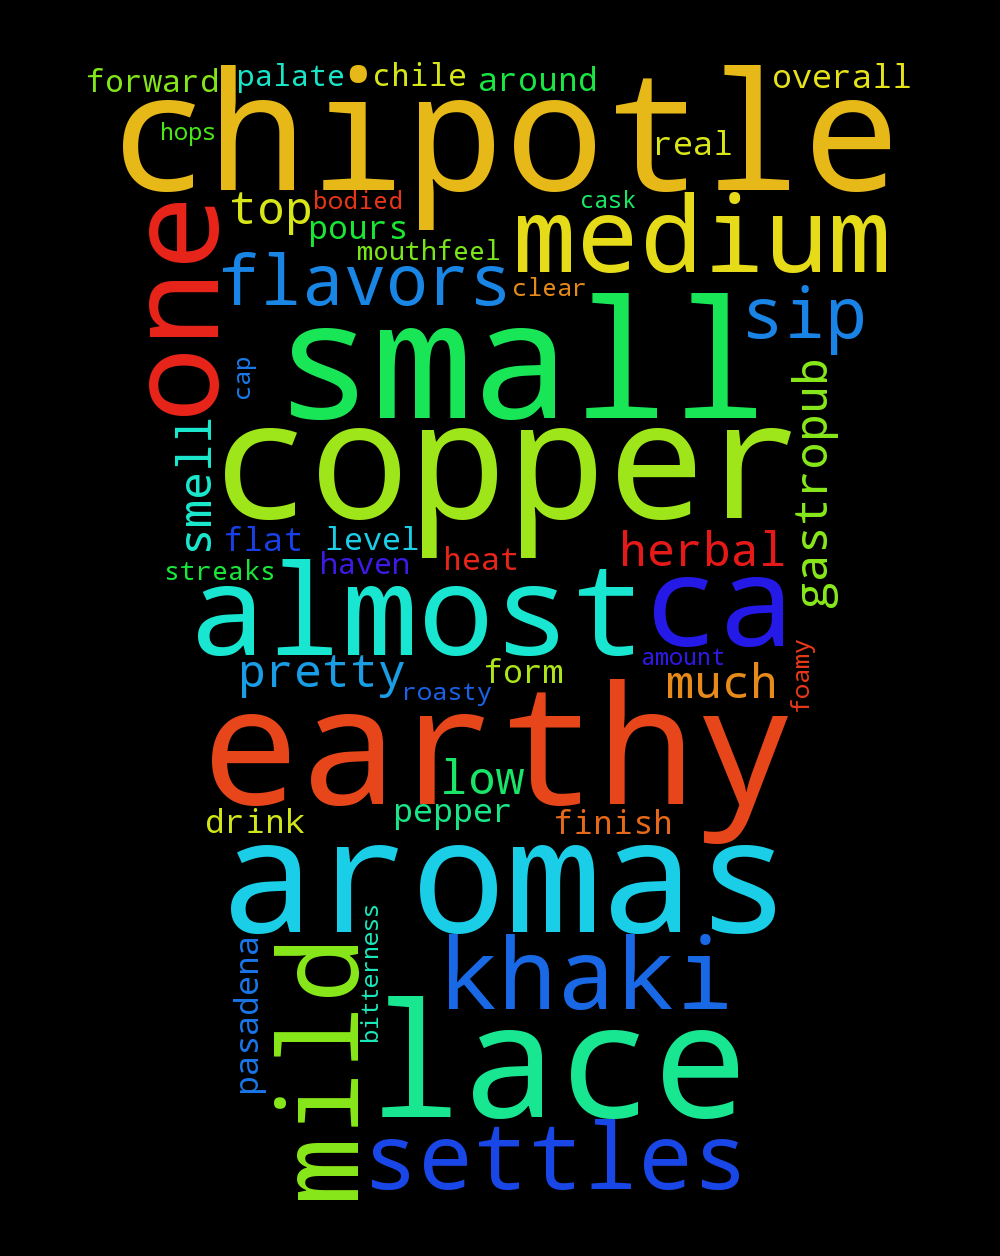 forward
palate
chile
around
overall
chipotle
hops
real
one
top
bodied
cask
medium
pours
mouthfeel
flavors
clear
sip
small
cap
gastropub
smell
copper
flat
level
haven
heat
herbal
streaks
almost
ca
amount
foamy
pretty
roasty
form
much
earthy
low
pepper
drink
finish
aromas
bitterness
pasadena
mild
khaki
lace
settles